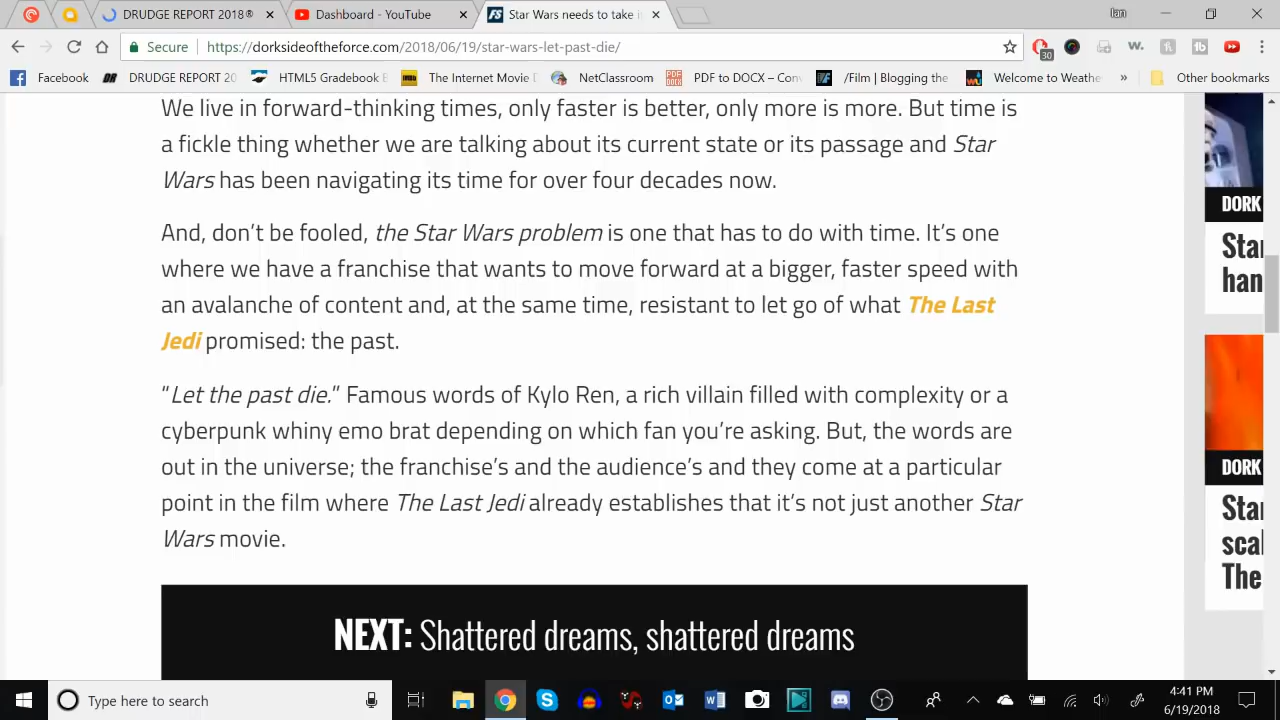 DRUDGE REPORT 2018®
Dashboard - YouTube
Star Wars needs to take i
Secure
https://dorksideoftheforce.com/2018/06/19/star-wars-let-past-die/
30
Facebook
DRUDGE REPORT 20
HTML5 Gradebook
The Internet Movie D
NetClassroom
PDF to DOCX – Conv
/Film | Blogging the
Welcome to Weathe
»
Other bookmarks
We live in forward-thinking times, only faster is better, only more is more. But time is
a fickle thing whether we are talking about its current state or its passage and Star
Wars has been navigating its time for over four decades now.
And, don’t be fooled, the Star Wars problem is one that has to do with time. It’s one
where we have a franchise that wants to move forward at a bigger, faster speed with
an avalanche of content and, at the same time, resistant to let go of what The Last
Jedi promised: the past.
“Let the past die.” Famous words of Kylo Ren, a rich villain filled with complexity or a
cyberpunk whiny emo brat depending on which fan you’re asking. But, the words are
out in the universe; the franchise’s and the audience’s and they come at a particular
point in the film where The Last Jedi already establishes that it’s not just another Star
Wars movie.
NEXT: Shattered dreams, shattered dreams
DORK
Star
han
DORK
Star
scal
The
Type here to search
4:41 PM
6/19/2018